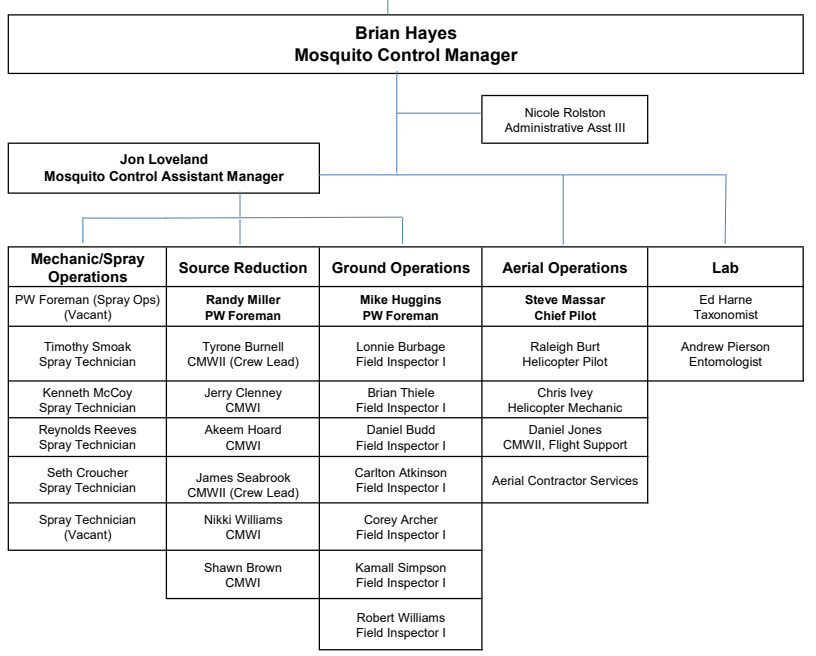 Brian Hayes
Mosquito Control Manager
Nicole Rolston
Administrative Asst III
Jon Loveland
Mosquito Control Assistant Manager
Mechanic/Spray
Operations
Source Reduction
Ground Operations
Aerial Operations
Lab
PW Foreman (Spray Ops)
(Vacant)
Randy Miller
PW Foreman
Mike Huggins
PW Foreman
Steve Massar
Chief Pilot
Ed Harne
Taxonomist
Timothy Smoak
Spray Technician
Tyrone Burnell
CMWII (Crew Lead)
Lonnie Burbage
Field Inspector I
Raleigh Burt
Helicopter Pilot
Andrew Pierson
Entomologist
Kenneth McCoy
Spray Technician
Jerry Clenney
CMWI
Brian Thiele
Field Inspector I
Chris Ivey
Helicopter Mechanic
Reynolds Reeves
Spray Technician
Akeem Hoard
CMWI
Daniel Budd
Field Inspector I
Daniel Jones
CMWII, Flight Support
Seth Croucher
Spray Technician
James Seabrook
CMWII (Crew Lead)
Carlton Atkinson
Field Inspector I
Aerial Contractor Services
Spray Technician
(Vacant)
Nikki Williams
CMWI
Corey Archer
Field Inspector I
Shawn Brown
CMWI
Kamall Simpson
Field Inspector I
Robert Williams
Field Inspector I